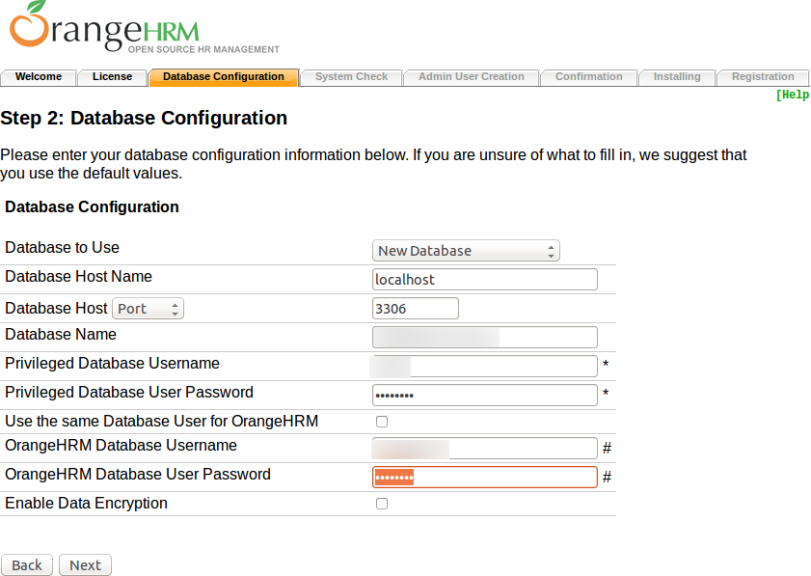 OrangeHRM
OPEN SOURCE HR MANAGEMENT
Welcome License Database Configuration System Check Admin User Creation Confirmation Installing Registration
[Help
Step 2: Database Configuration
Please enter your database configuration information below. If you are unsure of what to fill in, we suggest that
you use the default values.
Database Configuration
Database to Use New Database
Database Host Name localhost
Database Host Port 3306
Database Name
Privileged Database Username *
Privileged Database User Password •••••••• *
Use the same Database User for OrangeHRM
OrangeHRM Database Username #
OrangeHRM Database User Password •••••••• #
Enable Data Encryption
Back Next